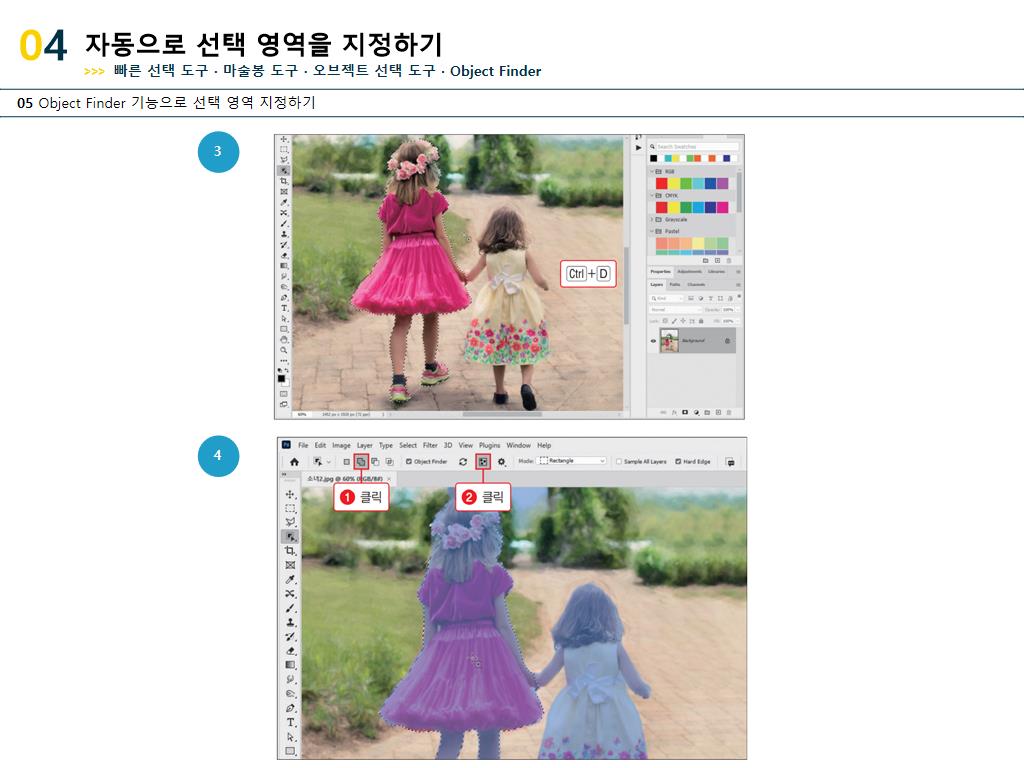 04 자동으로 선택 영역을 지정하기
>>> 빠른 선택 도구 · 마술봉 도구 · 오브젝트 선택 도구 · Object Finder
05 Object Finder 기능으로 선택 영역 지정하기
3
Search Swatches
RGB
CMYK
Grayscale
Pastel
Ctrl+D
Properties Adjustments Libraries
Layers Paths Channels
Kind
Normal Opacity: 100%
Lock: Fill: 100%
Background
60%
4
Ps File Edit Image Layer Type Select Filter 3D View Plugins Window Help
Object Finder Mode: Rectangle Sample All Layers Hard Edge
소녀2.jpg @ 60% (RGB/8#) ×
1 클릭
2 클릭